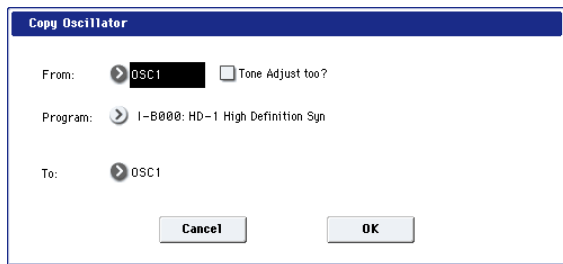 Copy Oscillator
From: OSC1 Tone Adjust too?
Program: I-B000: HD-1 High Definition Syn
To: OSC1
Cancel OK